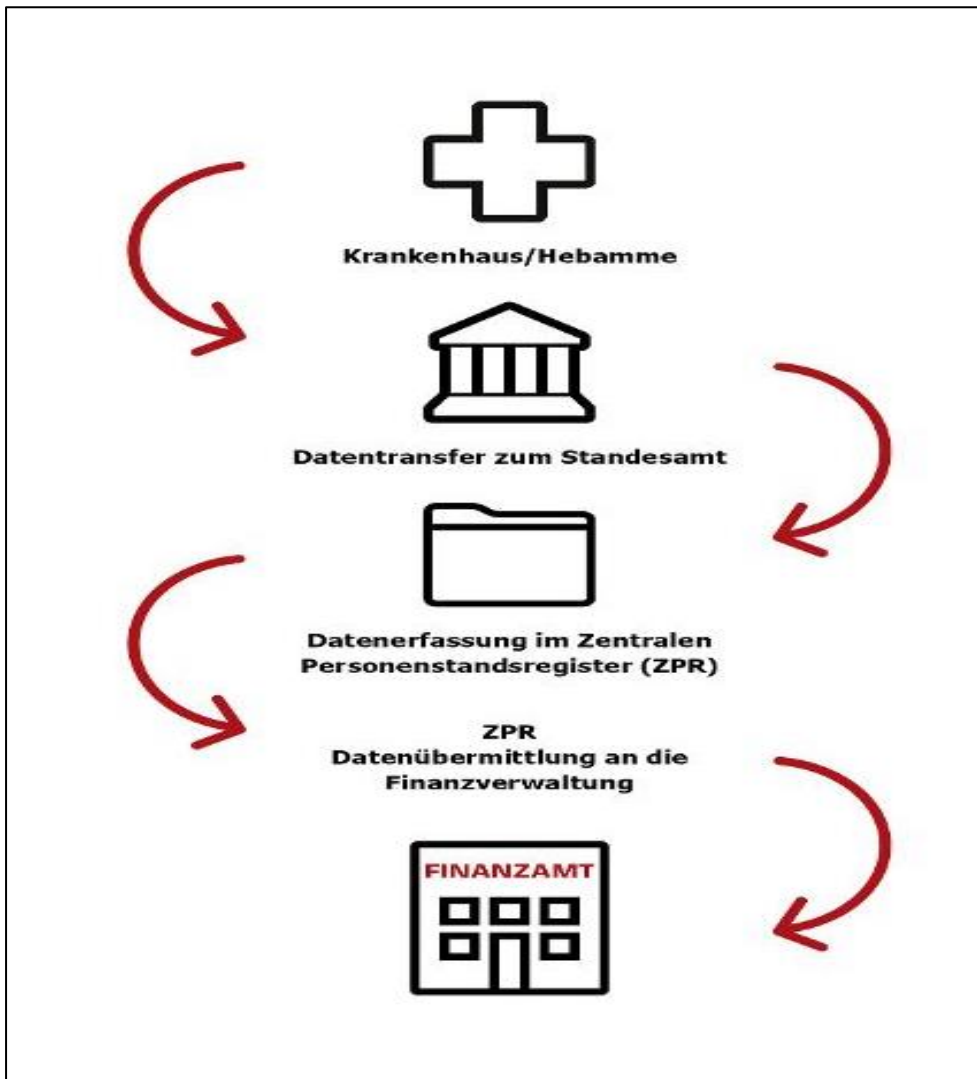 Krankenhaus/Hebamme
Datentransfer zum Standesamt
Datenerfassung im Zentralen
Personenstandsregister (ZPR)
ZPR
Datenübermittlung an die
Finanzverwaltung
FINANZAMT